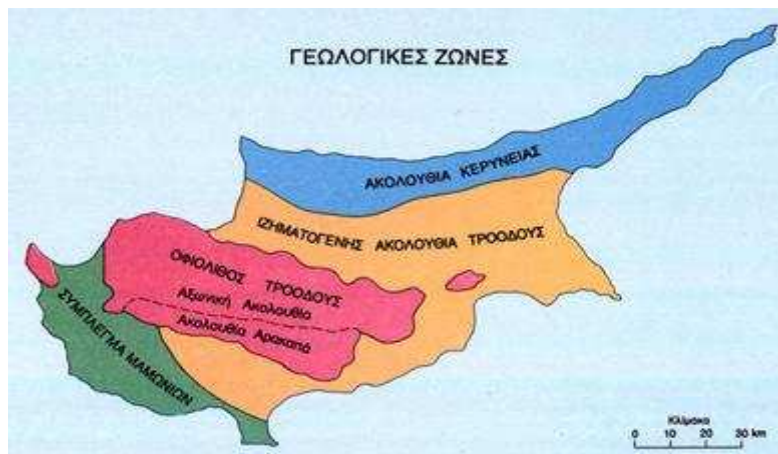 ΓΕΩΛΟΓΙΚΕΣ ΖΩΝΕΣ
ΑΚΟΛΟΥΘΙΑ ΚΕΡΥΝΕΙΑΣ
ΙΖΗΜΑΤΟΓΕΝΗΣ ΑΚΟΛΟΥΘΙΑ ΤΡΟΟΔΟΥΣ
ΟΦΙΟΛΙΘΟΣ ΤΡΟΟΔΟΥΣ
Αξωνική Ακολουθία
Ακολουθία Αρακαπά
ΣΥΜΠΛΕΓΜΑ ΜΑΜΩΝΙΩΝ
Κλίμακα
0 10 20 30 km